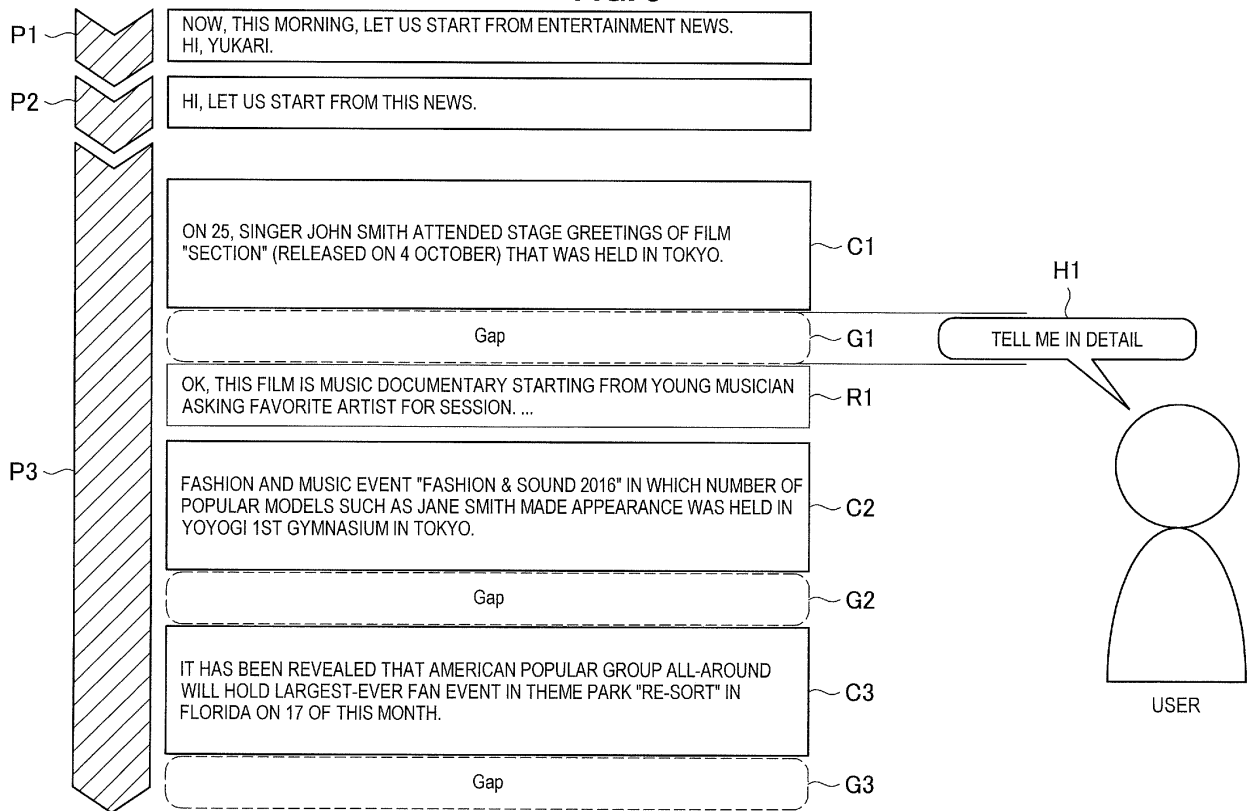 P1
NOW, THIS MORNING, LET US START FROM ENTERTAINMENT NEWS.
HI, YUKARI.
P2
HI, LET US START FROM THIS NEWS.
P3
ON 25, SINGER JOHN SMITH ATTENDED STAGE GREETINGS OF FILM
"SECTION" (RELEASED ON 4 OCTOBER) THAT WAS HELD IN TOKYO.
C1
Gap
G1
H1
TELL ME IN DETAIL
OK, THIS FILM IS MUSIC DOCUMENTARY STARTING FROM YOUNG MUSICIAN
ASKING FAVORITE ARTIST FOR SESSION. ...
R1
FASHION AND MUSIC EVENT "FASHION & SOUND 2016" IN WHICH NUMBER OF
POPULAR MODELS SUCH AS JANE SMITH MADE APPEARANCE WAS HELD IN
YOYOGI 1ST GYMNASIUM IN TOKYO.
C2
Gap
G2
IT HAS BEEN REVEALED THAT AMERICAN POPULAR GROUP ALL-AROUND
WILL HOLD LARGEST-EVER FAN EVENT IN THEME PARK "RE-SORT" IN
FLORIDA ON 17 OF THIS MONTH.
C3
USER
Gap
G3